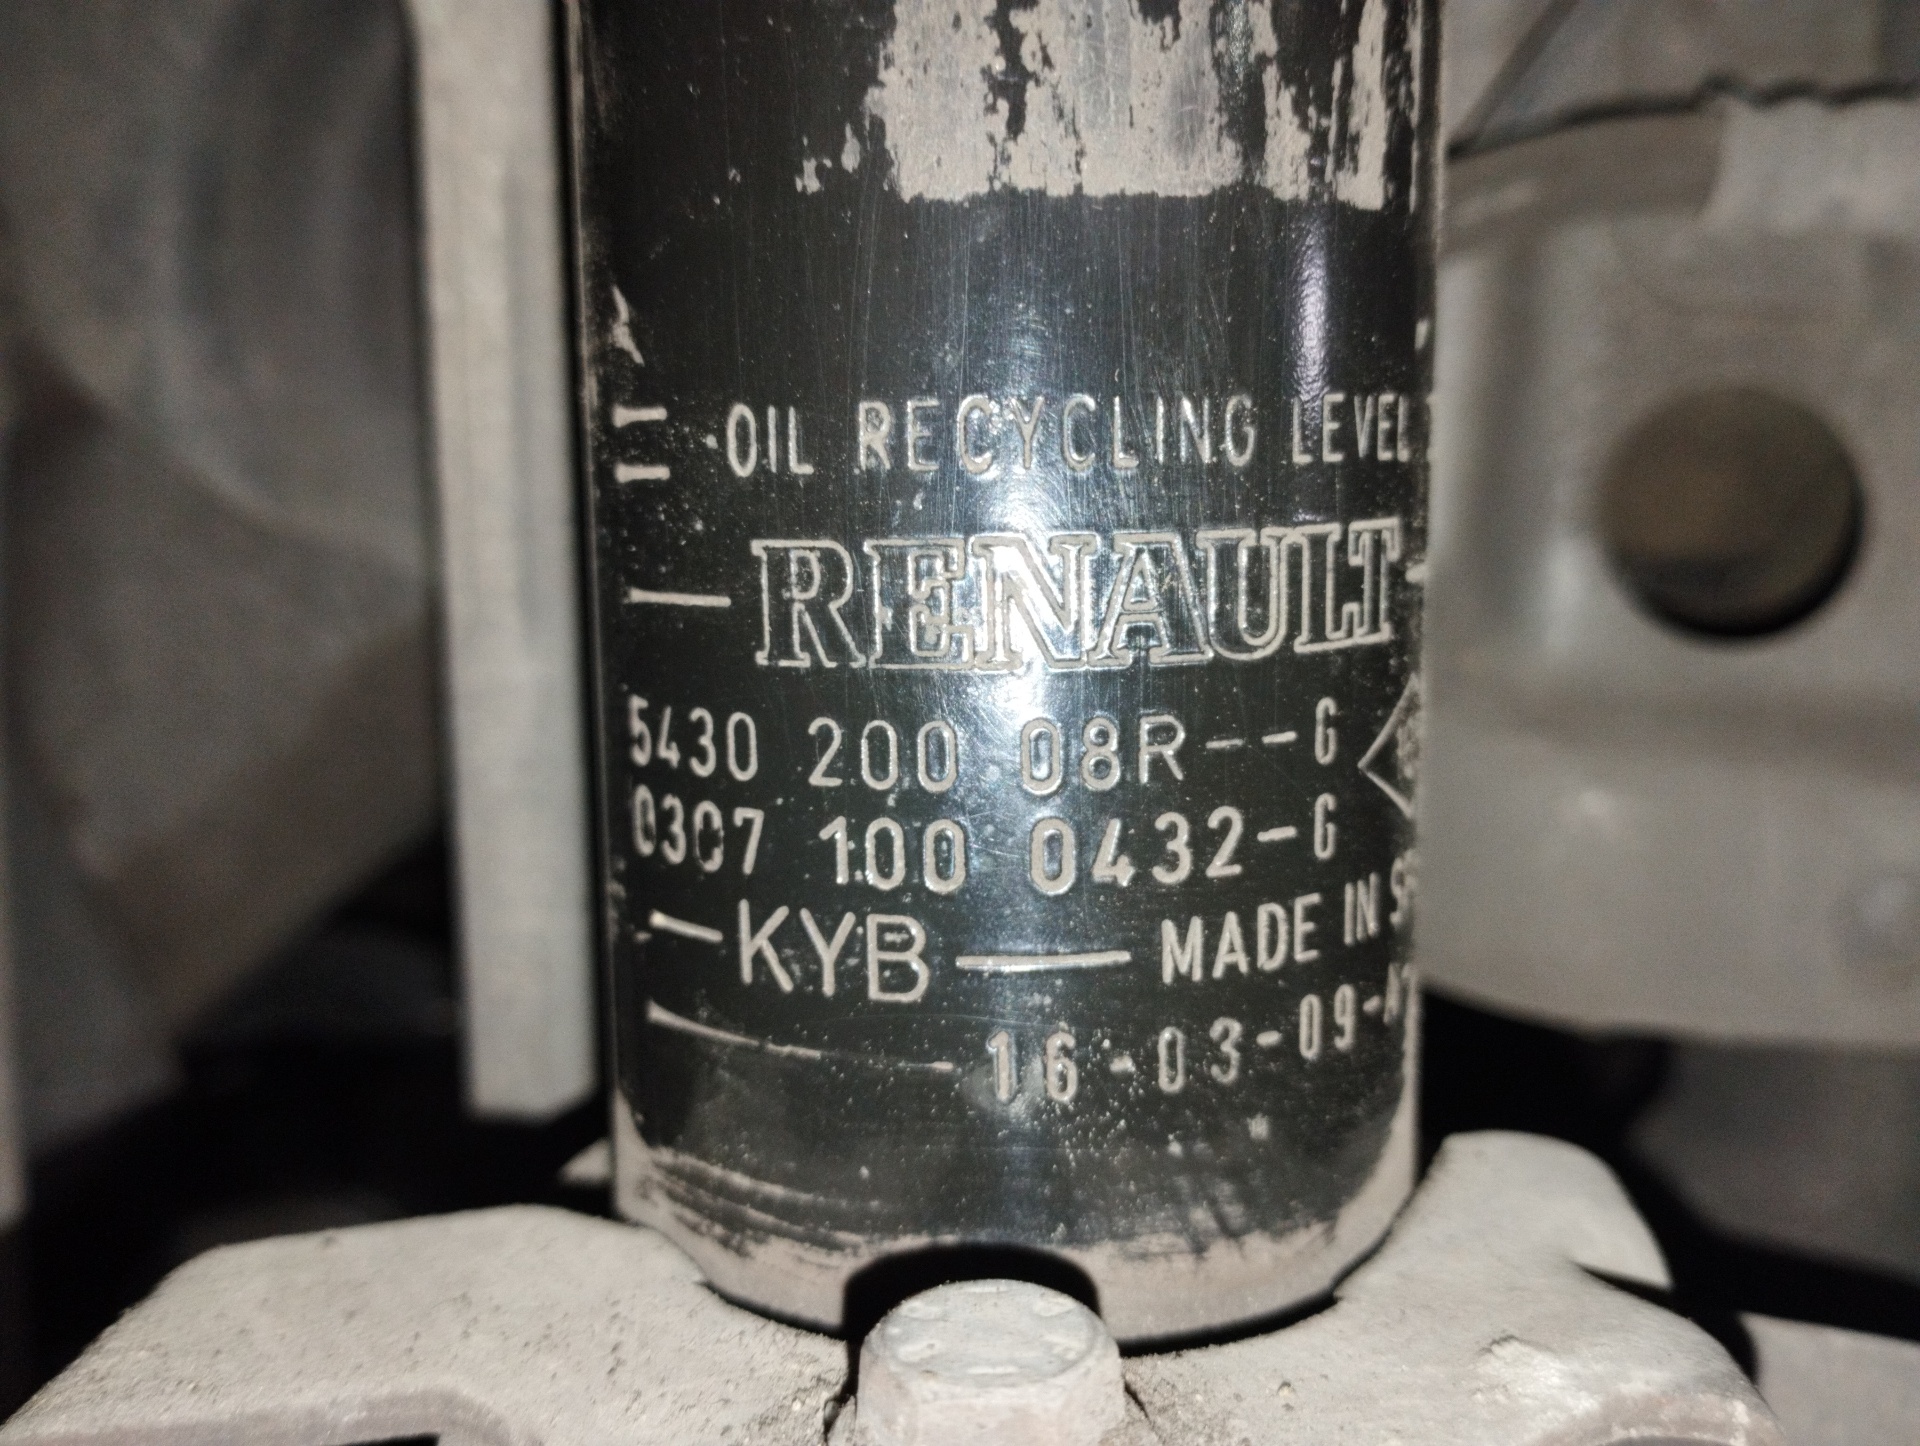 OIL RECYCLING LEVEL
RENAULT
5430 200 08R--G
0307 100 0432-G
KYB — MADE IN
16-03-09-